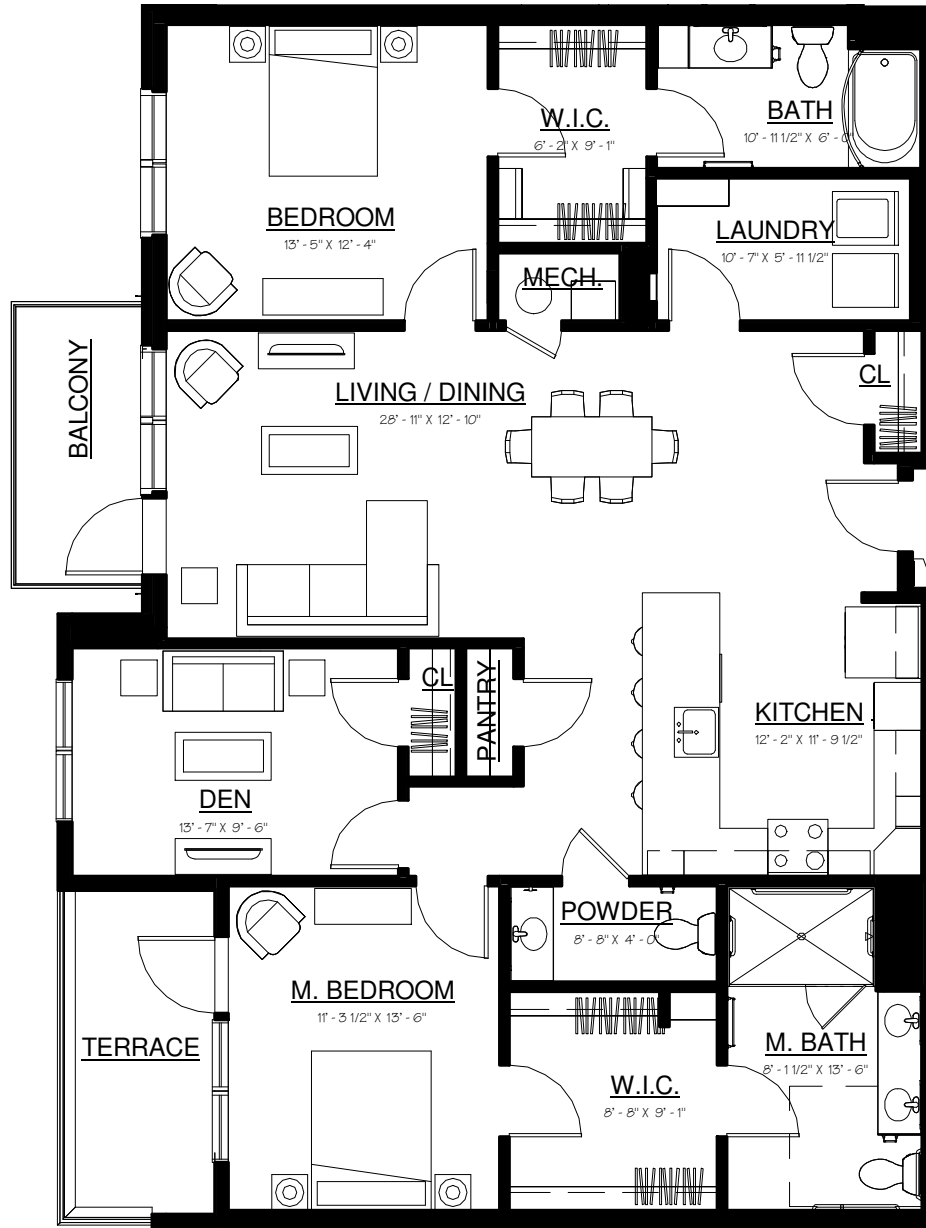 W.I.C.
6' - 2" X 9' - 1"
BATH
10' - 11 1/2" X 6' - 0"
BEDROOM
13' - 5" X 12' - 4"
LAUNDRY
10' - 7" X 5' - 11 1/2"
MECH.
BALCONY
LIVING / DINING
28' - 11" X 12' - 10"
CL
CL
PANTRY
KITCHEN
12' - 2" X 11' - 9 1/2"
DEN
13' - 7" X 9' - 6"
POWDER
8' - 8" X 4' - 0"
M. BEDROOM
11' - 3 1/2" X 13' - 6"
TERRACE
M. BATH
8' - 1 1/2" X 13' - 6"
W.I.C.
8' - 8" X 9' - 1"